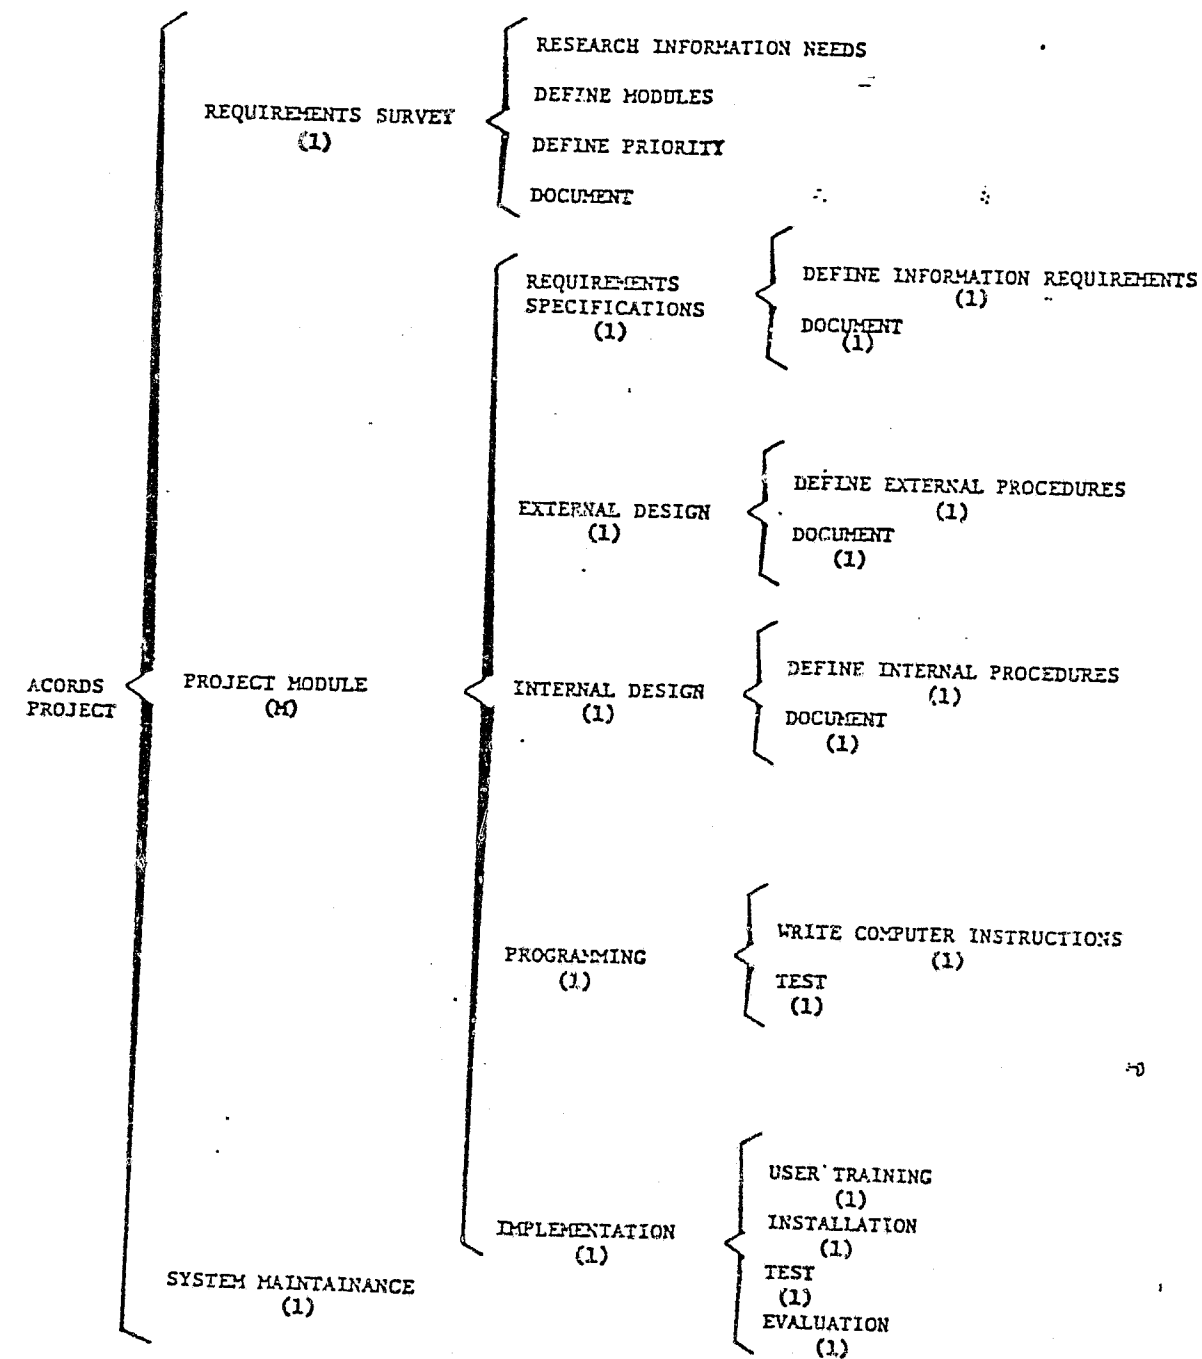 RESEARCH INFORMATION NEEDS
DEFINE MODULES
REQUIREMENTS SURVEY
(1)
DEFINE PRIORITY
DOCUMENT
REQUIREMENTS
SPECIFICATIONS
(1)
DEFINE INFORMATION REQUIREMENTS
(1)
DOCUMENT
(1)
EXTERNAL DESIGN
(1)
DEFINE EXTERNAL PROCEDURES
(1)
DOCUMENT
(1)
ACORDS
PROJECT
PROJECT MODULE
(M)
INTERNAL DESIGN
(1)
DEFINE INTERNAL PROCEDURES
(1)
DOCUMENT
(1)
PROGRAMMING
(1)
WRITE COMPUTER INSTRUCTIONS
(1)
TEST
(1)
IMPLEMENTATION
(1)
USER TRAINING
(1)
INSTALLATION
(1)
TEST
(1)
EVALUATION
(1)
SYSTEM MAINTAINANCE
(1)